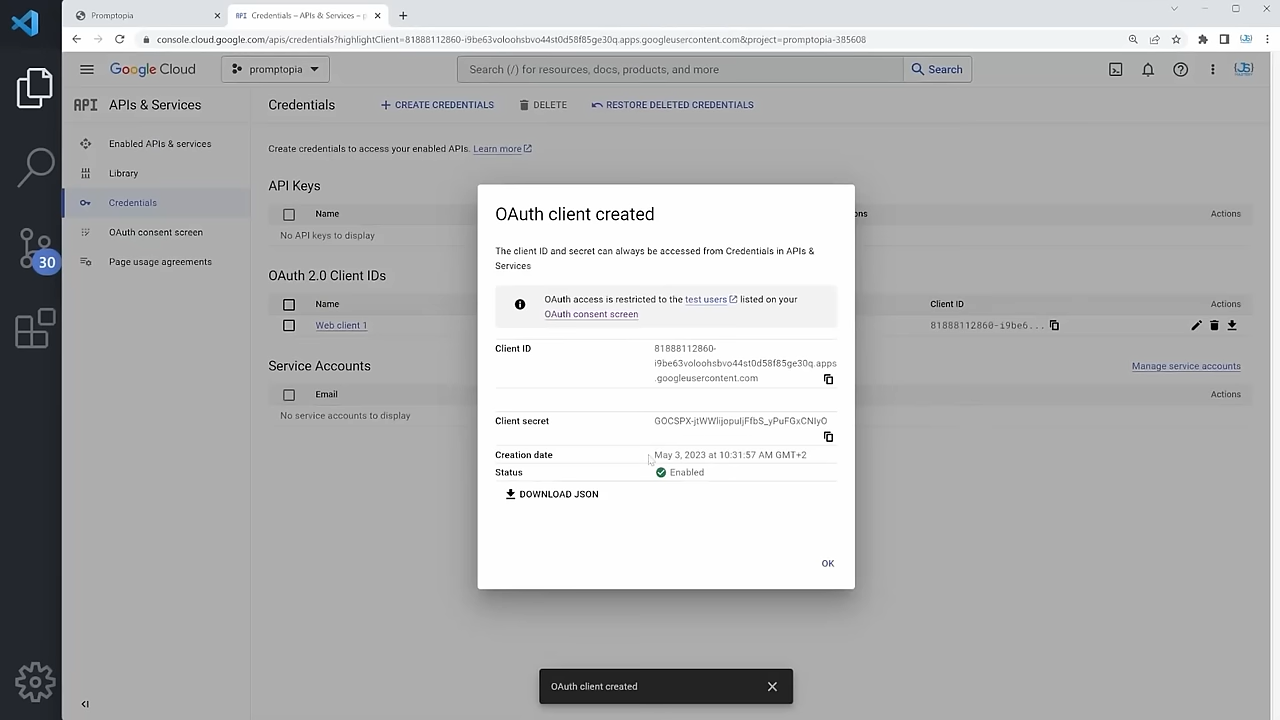 Promptopia
API Credentials – APIs & Services – p
console.cloud.google.com/apis/credentials?highlightClient=81888112860-i9be63voloohsbvo44st0d58f85ge30q.apps.googleusercontent.com&project=promptopia-385608
Google Cloud
promptopia
Search (/) for resources, docs, products, and more
Search
API APIs & Services
Credentials
CREATE CREDENTIALS
DELETE
RESTORE DELETED CREDENTIALS
Enabled APIs & services
Library
Credentials
OAuth consent screen
Page usage agreements
Create credentials to access your enabled APIs. Learn more
API Keys
Name
Actions
No API keys to display
OAuth 2.0 Client IDs
Name
Client ID
Actions
Web client 1
81888112860-i9be6...
Service Accounts
Manage service accounts
Email
Actions
No service accounts to display
OAuth client created
The client ID and secret can always be accessed from Credentials in APIs &
Services
OAuth access is restricted to the test users listed on your
OAuth consent screen
Client ID
81888112860-
i9be63voloohsbvo44st0d58f85ge30q.apps
.googleusercontent.com
Client secret
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
Creation date
May 3, 2023 at 10:31:57 AM GMT+2
Status
Enabled
DOWNLOAD JSON
OK
OAuth client created
30